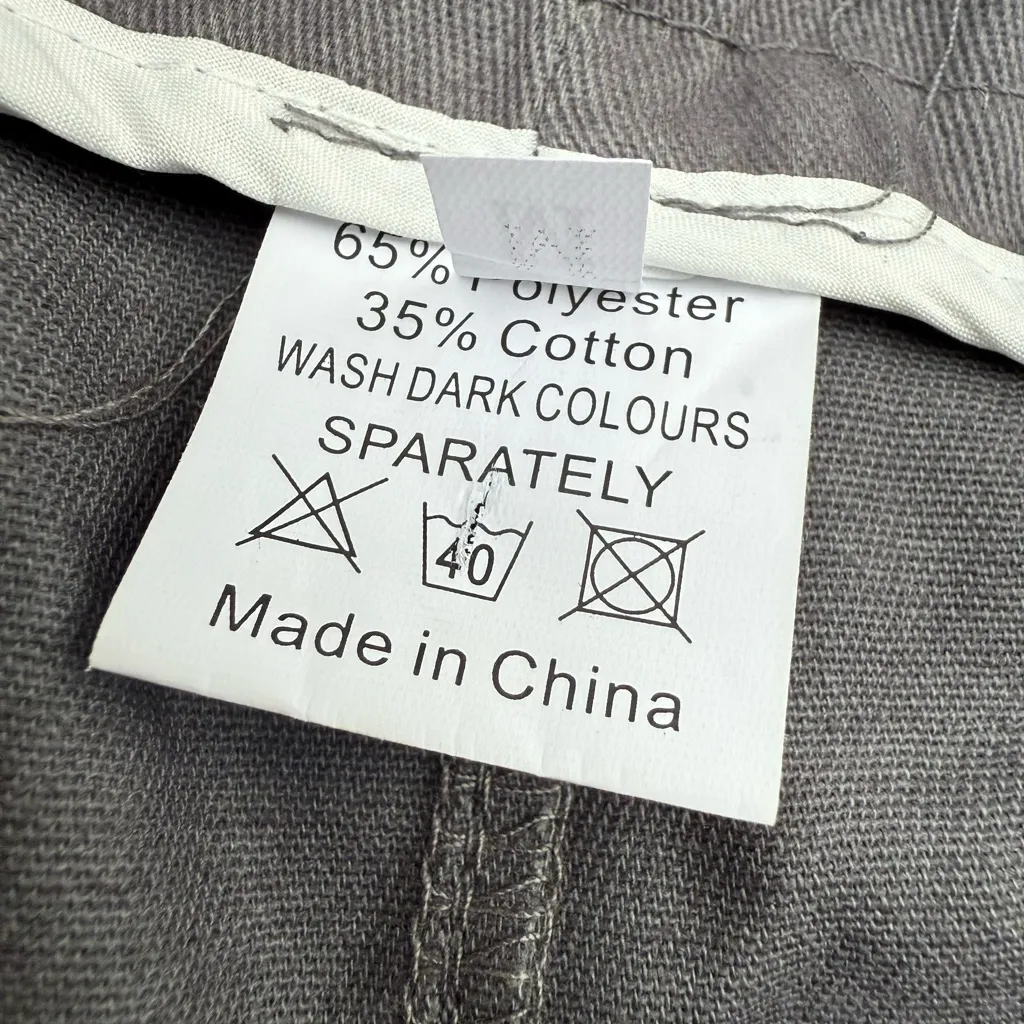 65% Polyester
35% Cotton
WASH DARK COLOURS
SPARATELY
40
Made in China